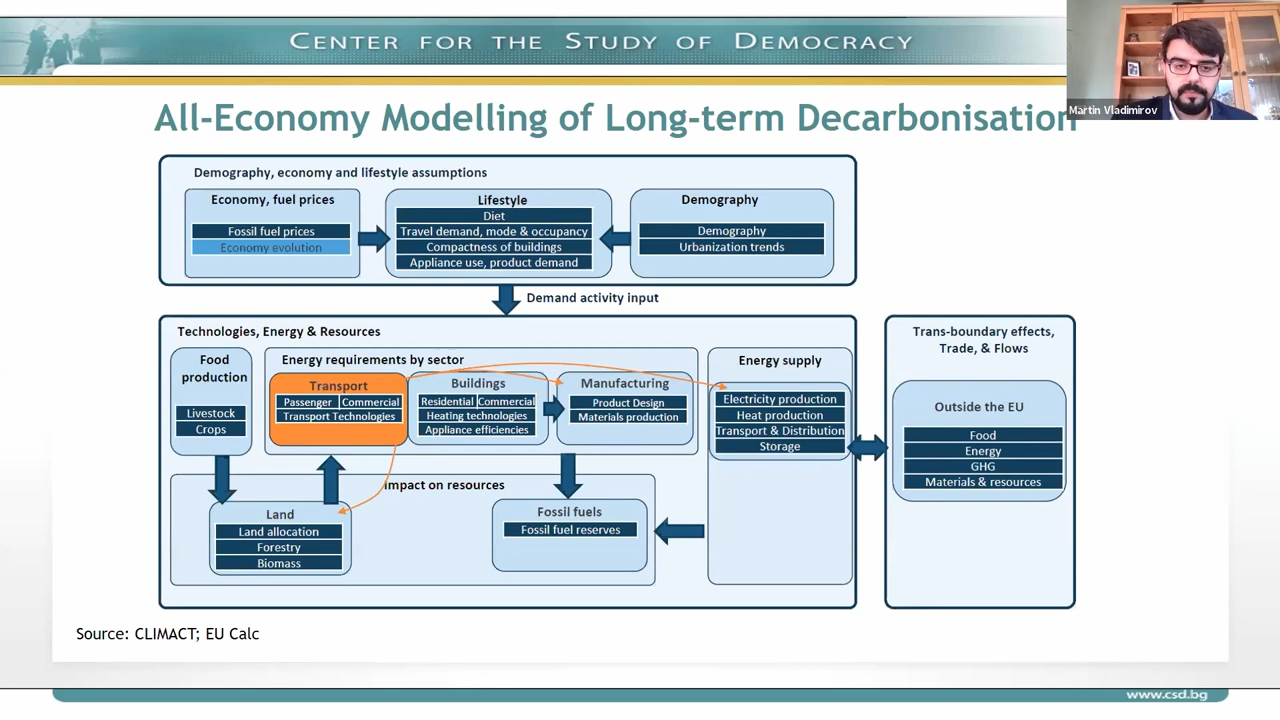 CENTER FOR THE STUDY OF DEMOCRACY
Martin Vladimirov
All-Economy Modelling of Long-term Decarbonisation
Demography, economy and lifestyle assumptions
Economy, fuel prices
Fossil fuel prices
Economy evolution
Lifestyle
Diet
Travel demand, mode & occupancy
Compactness of buildings
Appliance use, product demand
Demography
Demography
Urbanization trends
Demand activity input
Technologies, Energy & Resources
Food
production
Livestock
Crops
Energy requirements by sector
Transport
Passenger
Commercial
Transport Technologies
Buildings
Residential
Commercial
Heating technologies
Appliance efficiencies
Manufacturing
Product Design
Materials production
Energy supply
Electricity production
Heat production
Transport & Distribution
Storage
Trans-boundary effects,
Trade, & Flows
Outside the EU
Food
Energy
GHG
Materials & resources
Impact on resources
Land
Land allocation
Forestry
Biomass
Fossil fuels
Fossil fuel reserves
Source: CLIMACT; EU Calc
www.csd.bg